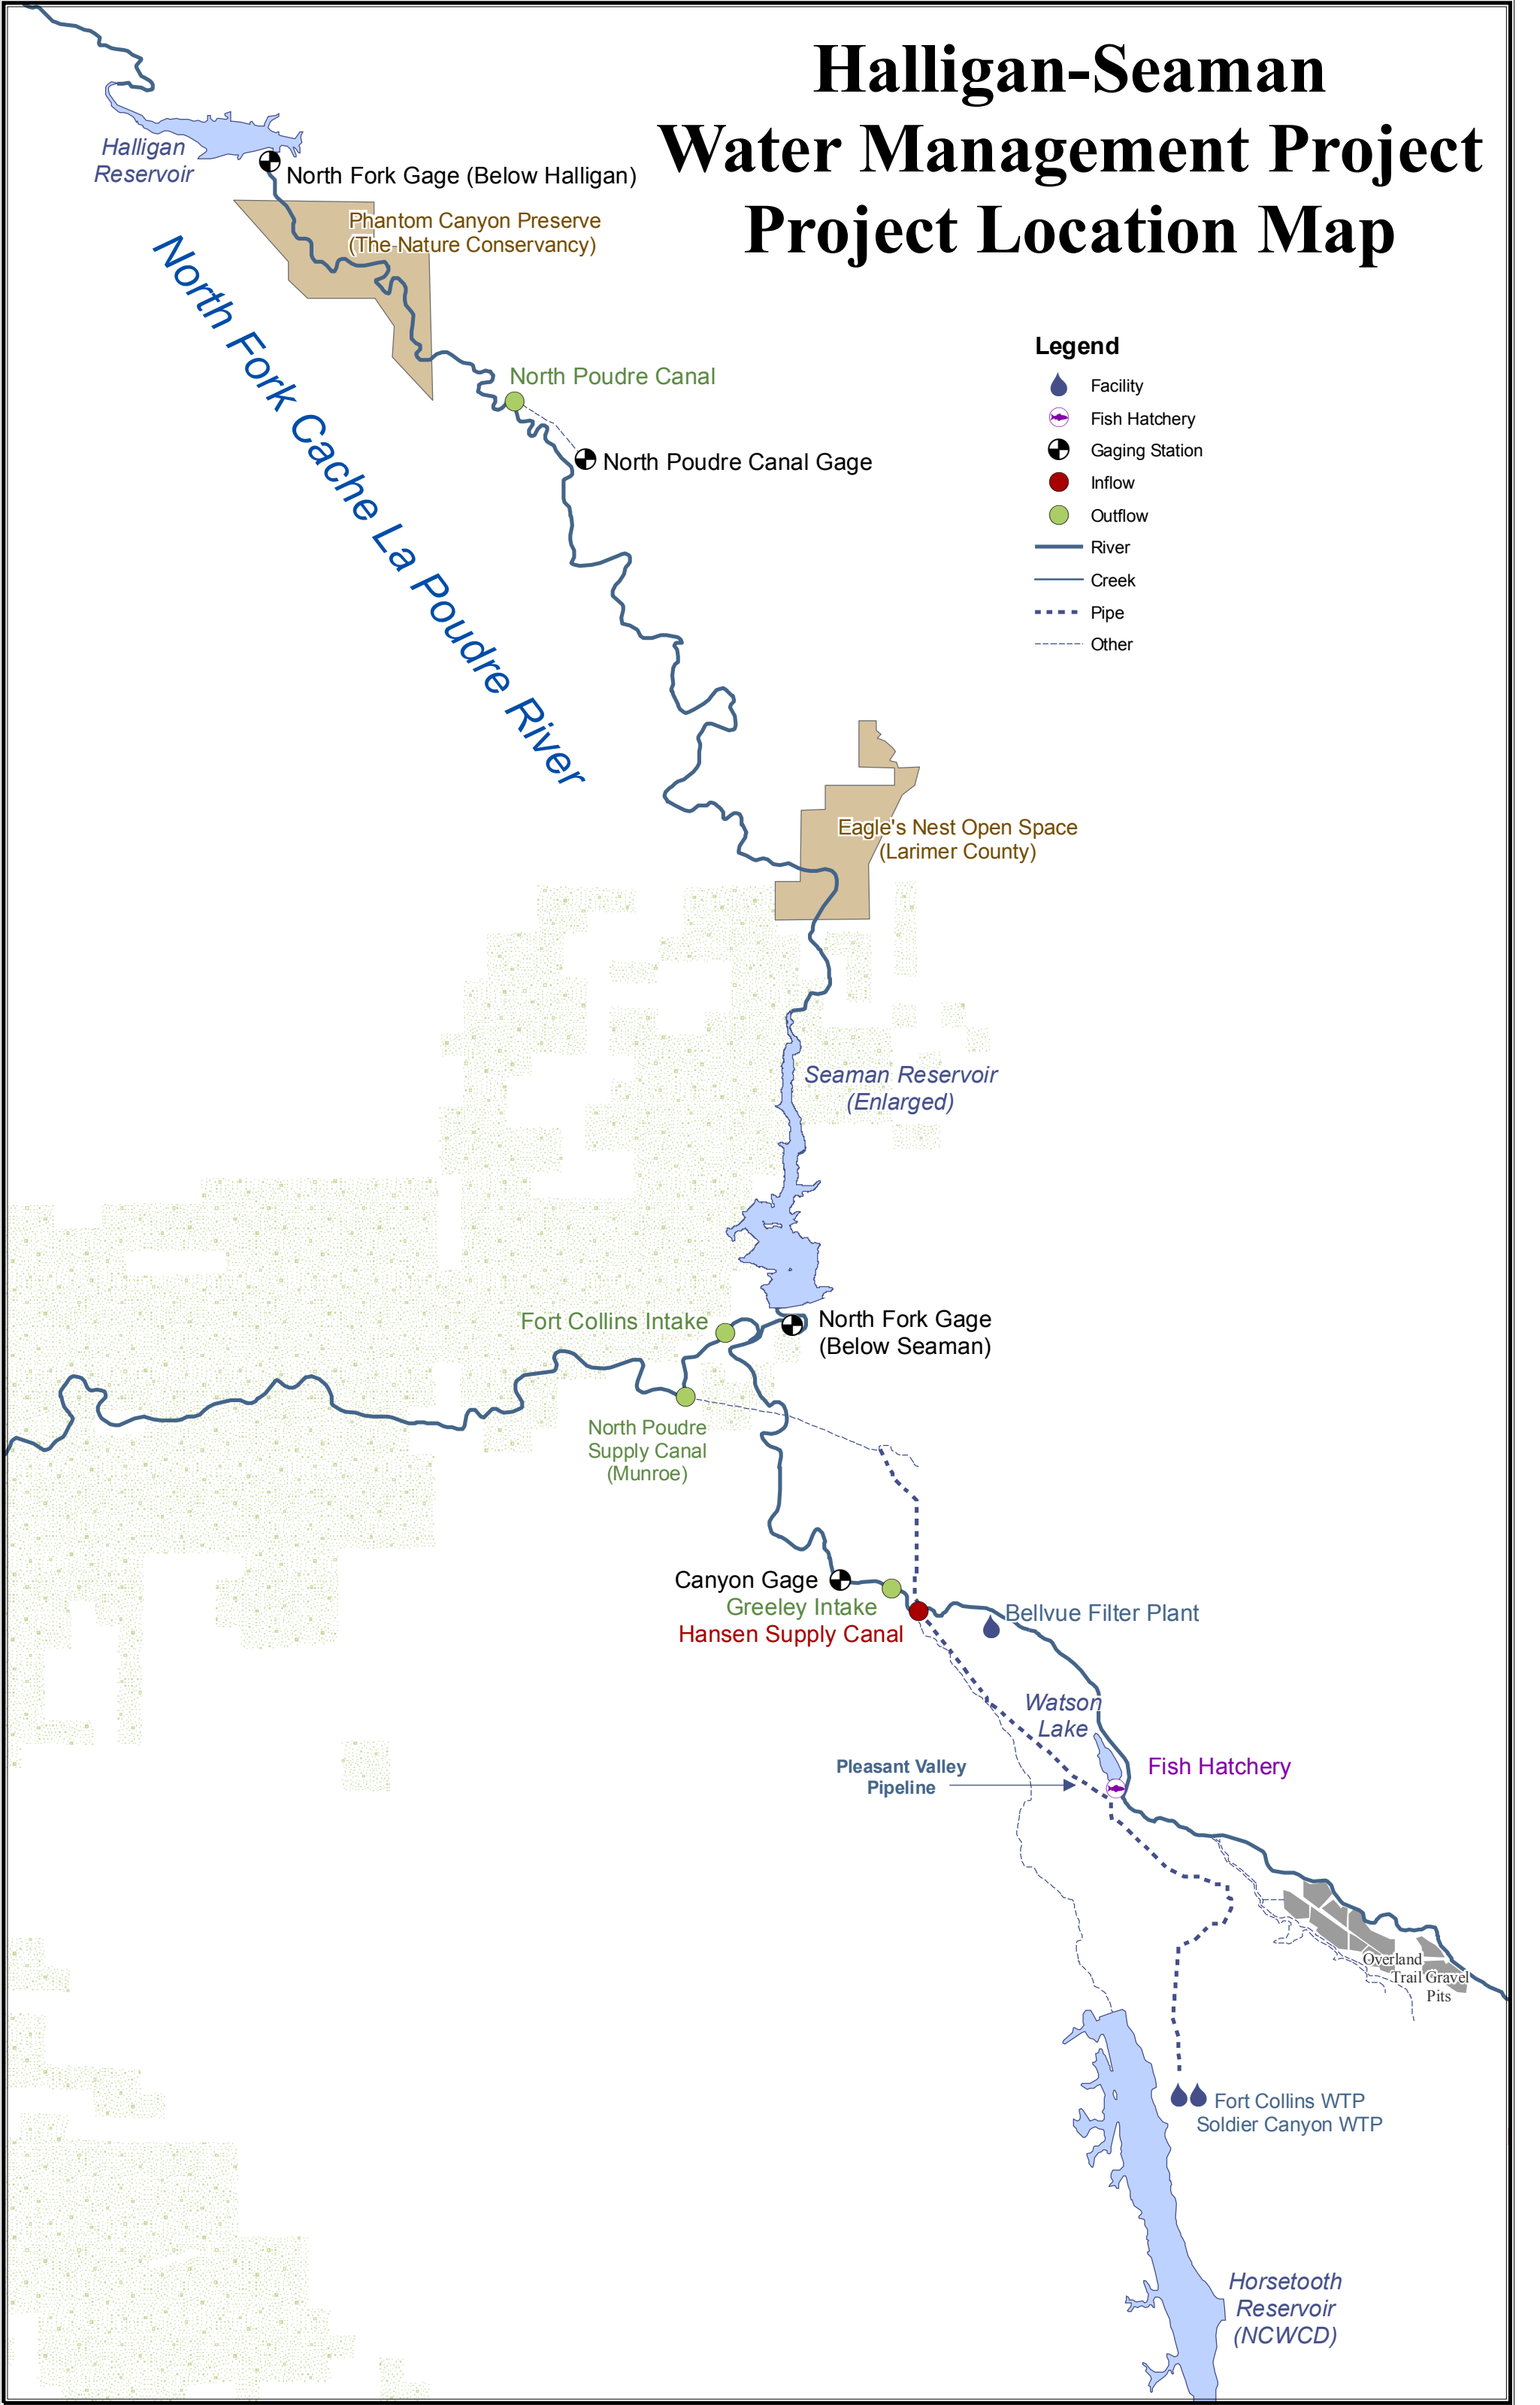 Halligan-Seaman
Water Management Project
Project Location Map
Halligan
Reservoir
North Fork Gage (Below Halligan)
Phantom Canyon Preserve
(The Nature Conservancy)
North Fork Cache La Poudre River
North Poudre Canal
North Poudre Canal Gage
Legend
Facility
Fish Hatchery
Gaging Station
Inflow
Outflow
River
Creek
Pipe
Other
Eagle's Nest Open Space
(Larimer County)
Seaman Reservoir
(Enlarged)
Fort Collins Intake
North Fork Gage
(Below Seaman)
North Poudre
Supply Canal
(Munroe)
Canyon Gage
Greeley Intake
Hansen Supply Canal
Bellvue Filter Plant
Watson
Lake
Pleasant Valley
Pipeline
Fish Hatchery
Overland
Trail Gravel
Pits
Fort Collins WTP
Soldier Canyon WTP
Horsetooth
Reservoir
(NCWCD)